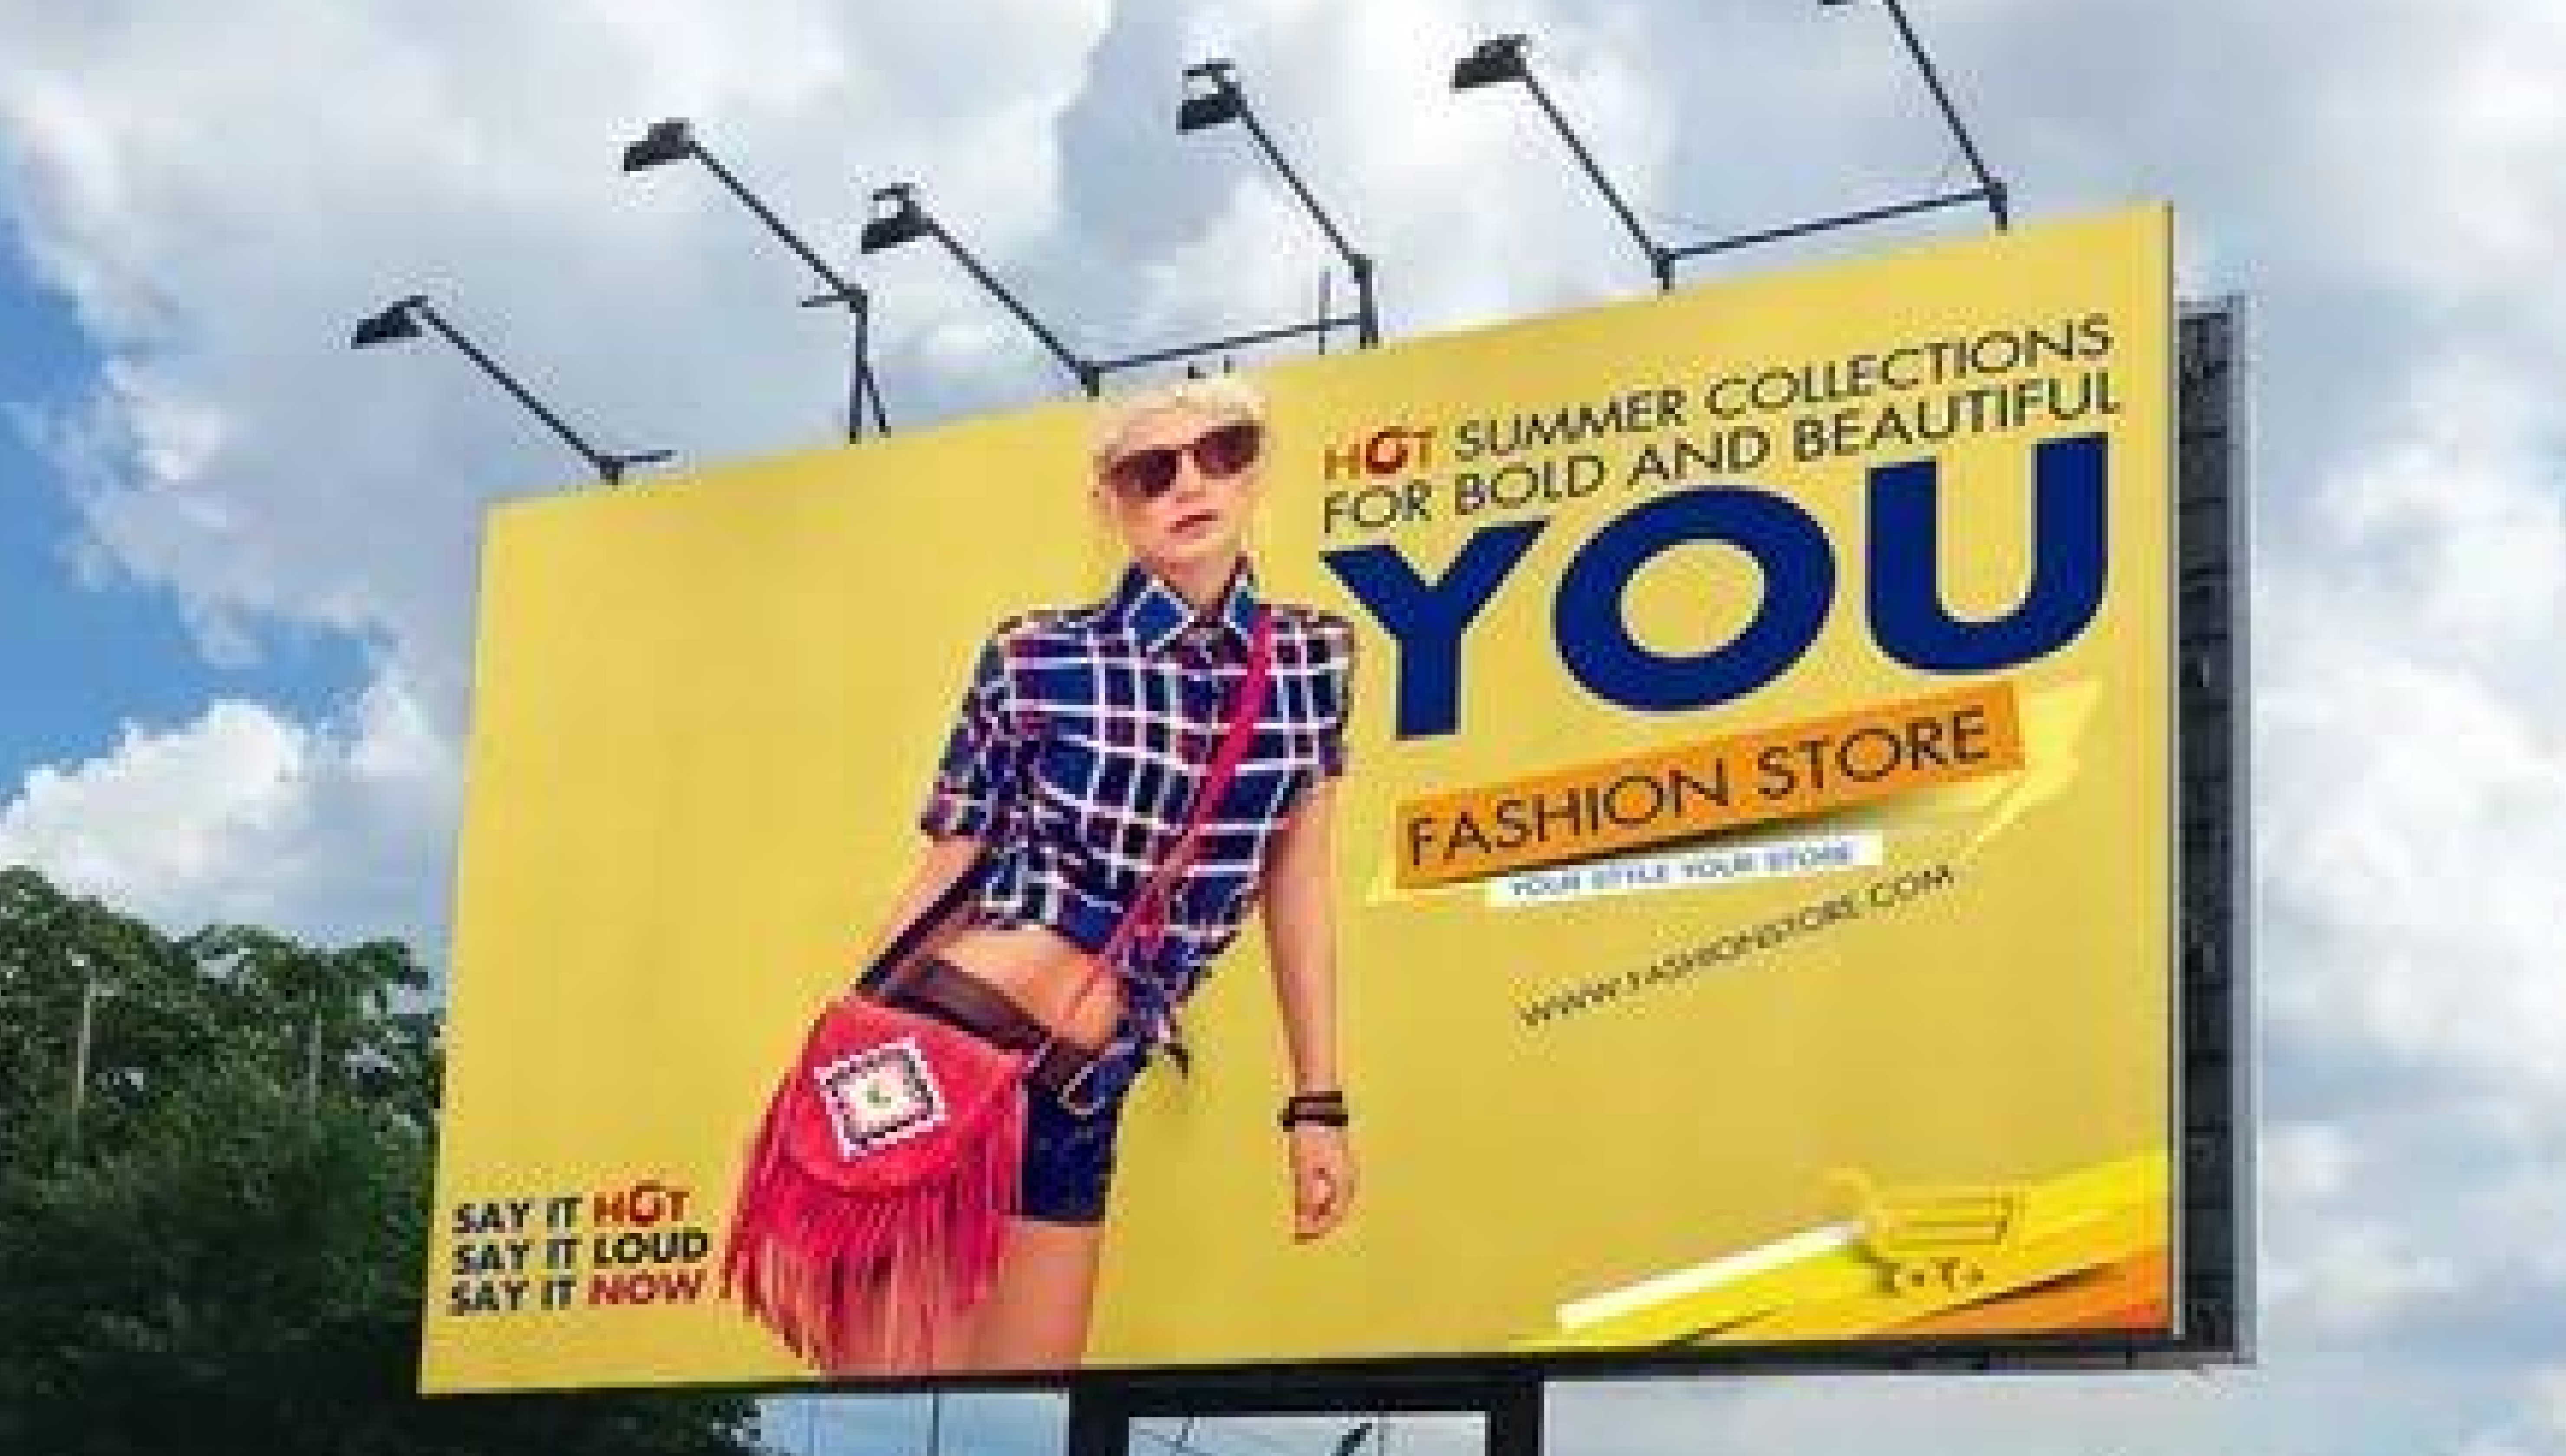 HOT SUMMER COLLECTIONS
FOR BOLD AND BEAUTIFUL
YOU
FASHION STORE
YOUR STYLE YOUR STORE
WWW.FASHIONSTORE.COM
SAY IT HOT
SAY IT LOUD
SAY IT NOW